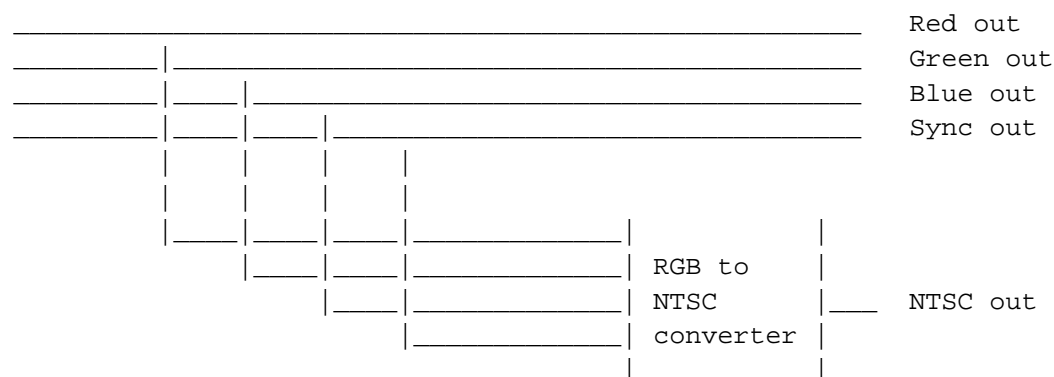 Red out
Green out
Blue out
Sync out
RGB to
NTSC
converter
NTSC out